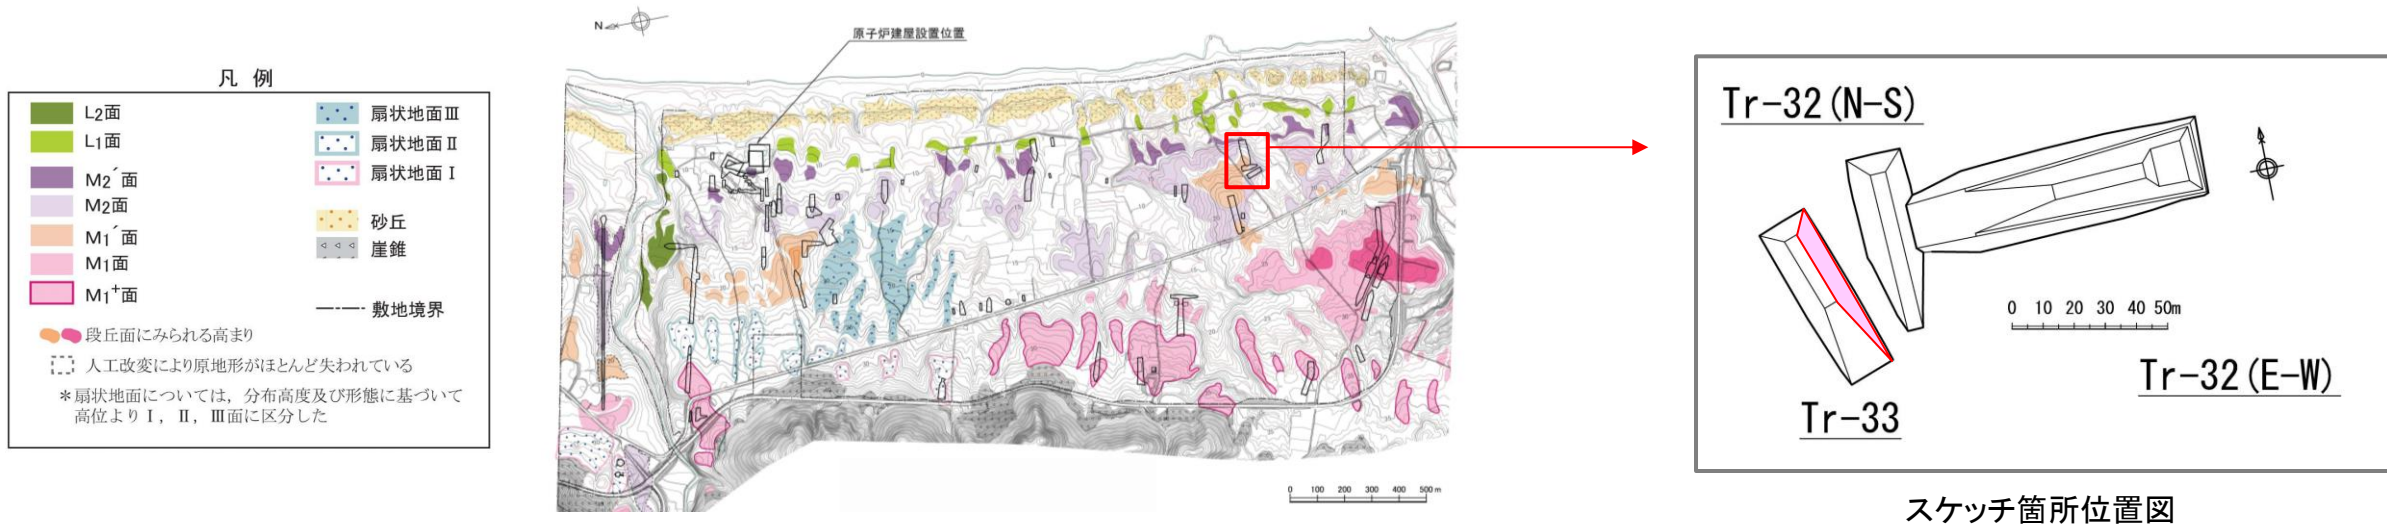 凡 例
L2面
L1面
M2´面
M2面
M1´面
M1面
M1+面
扇状地面Ⅲ
扇状地面Ⅱ
扇状地面Ⅰ
砂丘
崖錐
敷地境界
段丘面にみられる高まり
人工改変により原地形がほとんど失われている
*扇状地面については，分布高度及び形態に基づいて
高位よりⅠ，Ⅱ，Ⅲ面に区分した
N
原子炉建屋設置位置
0 100 200 300 400 500m
Tr-32(N-S)
0 10 20 30 40 50m
Tr-32(E-W)
Tr-33
スケッチ箇所位置図